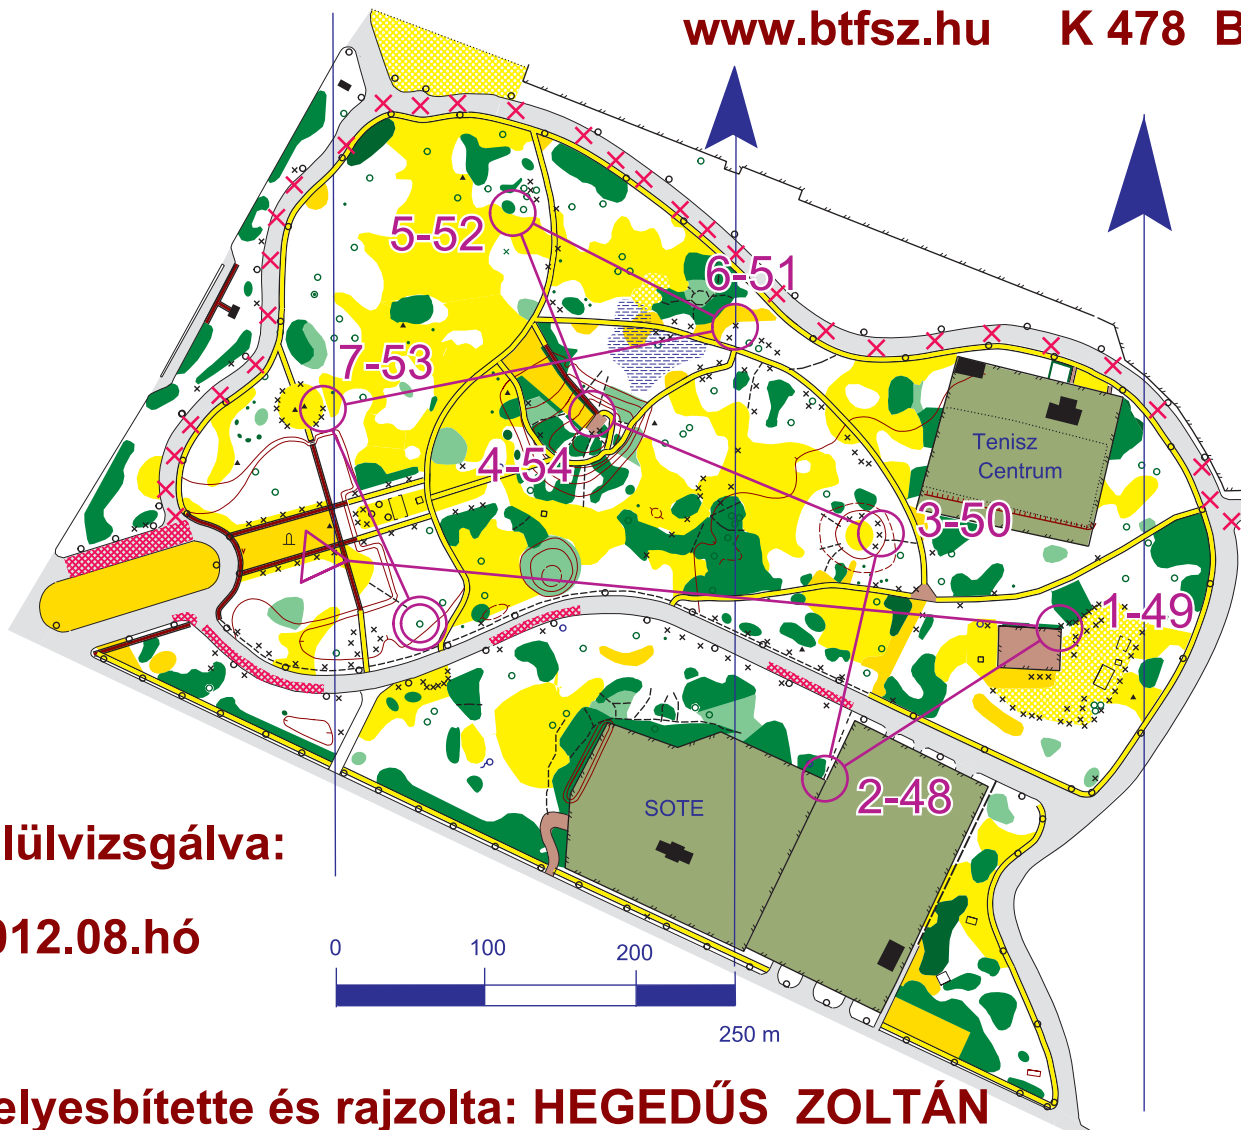 www.btfsz.hu K 478 B
5-52
6-51
7-53
Tenisz
Centrum
4-54
3-50
1-49
2-48
SOTE
lülvizsgálva:
012.08.hó
0 100 200
250 m
elyesbítette és rajzolta: HEGEDŰS ZOLTÁN